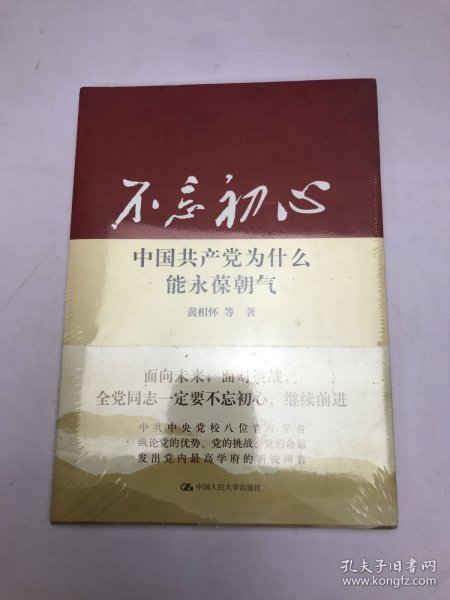 不忘初心
中国共产党为什么
能永葆朝气
黄相怀 等 著
面向未来，面对挑战，
全党同志一定要不忘初心、继续前进
中共中央党校八位青年学者
纵论党的优势、党的挑战、党的命运
发出党内最高学府的新锐声音
中国人民大学出版社
孔夫子旧书网
www.kongfz.com